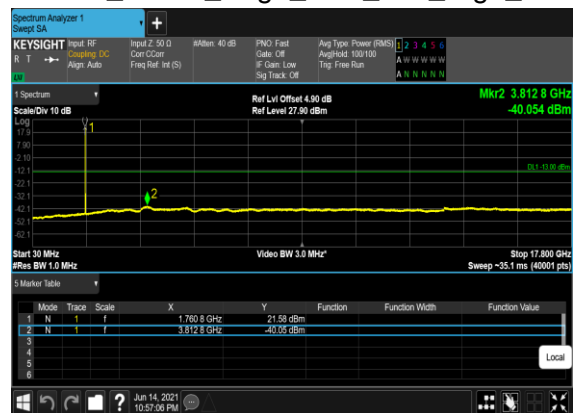 Spectrum Analyzer 1
Swept SA
+
KEYSIGHT Input: RF Input Z: 50 Ω #Atten: 40 dB PNO: Fast Avg Type: Power (RMS) 1 2 3 4 5 6
R T Coupling: DC Corr CCorr Gate: Off Avg|Hold: 100/100 A W W W W W
Align: Auto Freq Ref: Int (S) IF Gain: Low Trig: Free Run
LM Sig Track: Off A N N N N N
1 Spectrum Ref Lvl Offset 4.90 dB Mkr2 3.812 8 GHz
Scale/Div 10 dB Ref Level 27.90 dBm -40.054 dBm
Log
17.9
1
7.90
-2.10
-12.1
DL1 -13.00 dBm
-22.1
-32.1
2
-42.1
-52.1
-62.1
Start 30 MHz Video BW 3.0 MHz* Stop 17.800 GHz
#Res BW 1.0 MHz Sweep ~35.1 ms (40001 pts)
5 Marker Table
Mode Trace Scale X Y Function Function Width Function Value
1 N 1 f 1.760 8 GHz 21.58 dBm
2 N 1 f 3.812 8 GHz -40.05 dBm
3
4
5
6
Local
? Jun 14, 2021
10:57:06 PM